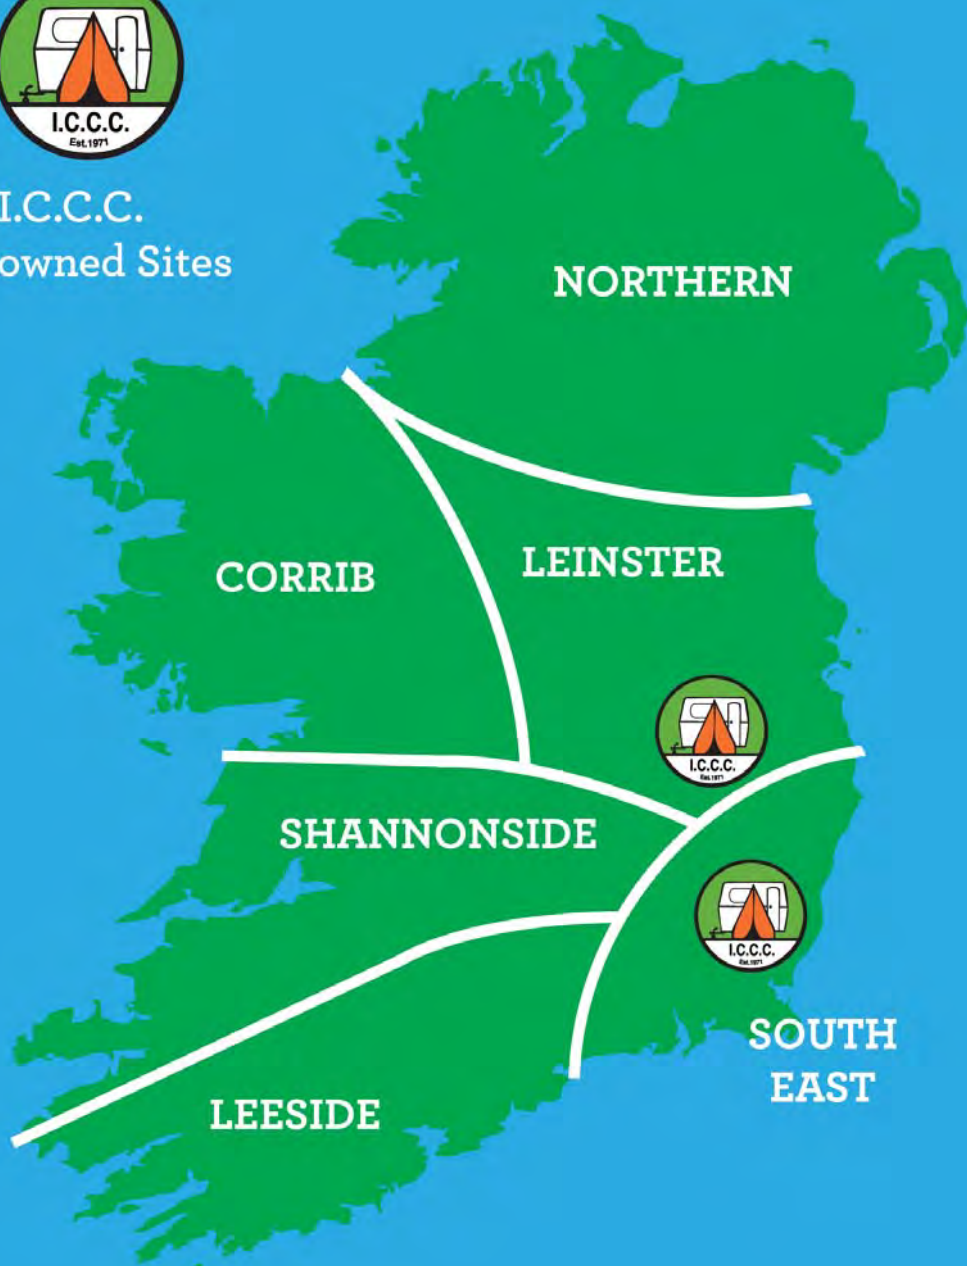 I.C.C.C.
Est.1971
I.C.C.C.
owned Sites
NORTHERN
CORRIB
LEINSTER
I.C.C.C.
Est.1971
SHANNONSIDE
I.C.C.C.
Est.1971
SOUTH
EAST
LEESIDE